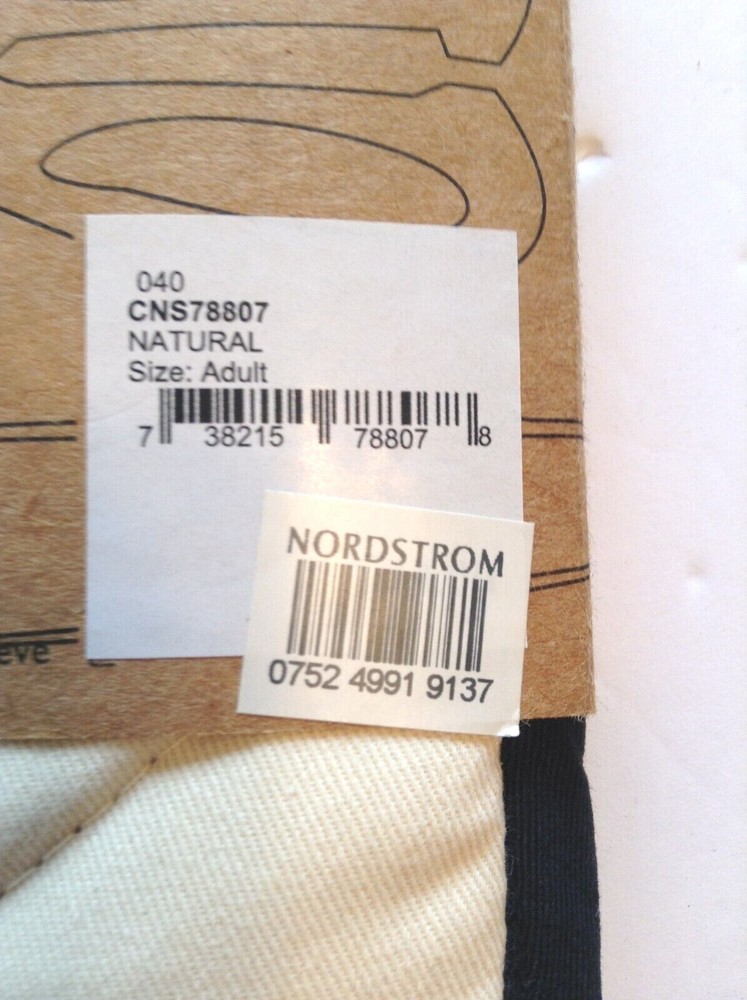 040
CNS78807
NATURAL
Size: Adult
7 38215 78807 8
NORDSTROM
0752 4991 9137